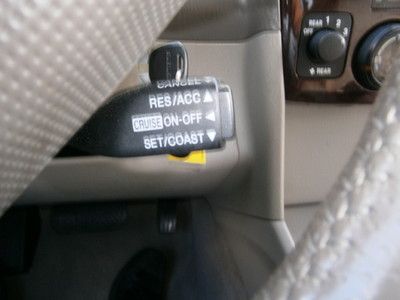 CANCEL
RES/ACC ▲
CRUISE ON-OFF ◄
SET/COAST ▼
REAR
OFF 1 2 3
REAR